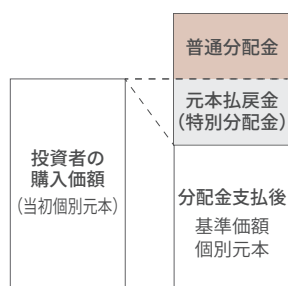 普通分配金
元本払戻金
(特別分配金)
投資者の
購入価額
(当初個別元本)
分配金支払後
基準価額
個別元本